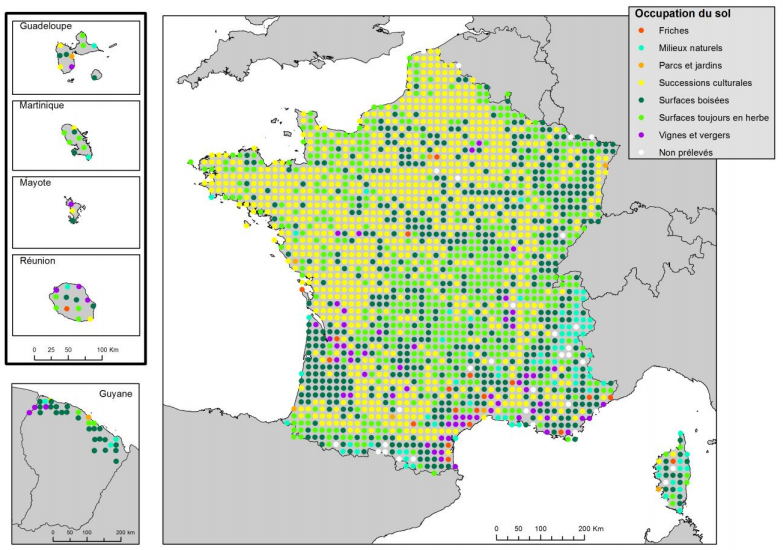 Guadeloupe
Martinique
Mayote
Réunion
0 25 50 100 Km
Guyane
0 50 100 200 km
Occupation du sol
Friches
Milieux naturels
Parcs et jardins
Successions culturales
Surfaces boisées
Surfaces toujours en herbe
Vignes et vergers
Non prélevés
0 50 100 200 Km